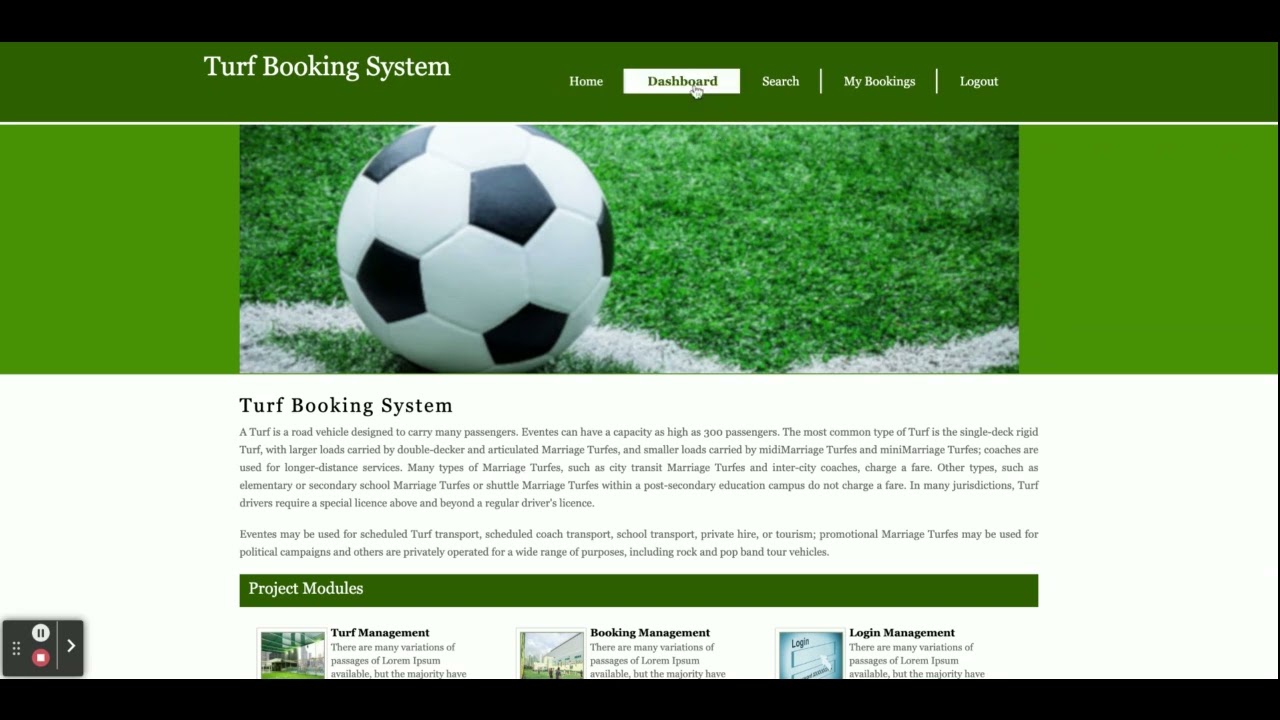 Turf Booking System
Home
Dashboard
Search
My Bookings
Logout
Turf Booking System
A Turf is a road vehicle designed to carry many passengers. Eventes can have a capacity as high as 300 passengers. The most common type of Turf is the single-deck rigid
Turf, with larger loads carried by double-decker and articulated Marriage Turfes, and smaller loads carried by midiMarriage Turfes and miniMarriage Turfes; coaches are
used for longer-distance services. Many types of Marriage Turfes, such as city transit Marriage Turfes and inter-city coaches, charge a fare. Other types, such as
elementary or secondary school Marriage Turfes or shuttle Marriage Turfes within a post-secondary education campus do not charge a fare. In many jurisdictions, Turf
drivers require a special licence above and beyond a regular driver's licence.
Eventes may be used for scheduled Turf transport, scheduled coach transport, school transport, private hire, or tourism; promotional Marriage Turfes may be used for
political campaigns and others are privately operated for a wide range of purposes, including rock and pop band tour vehicles.
Project Modules
Turf Management
There are many variations of
passages of Lorem Ipsum
available, but the majority have
Booking Management
There are many variations of
passages of Lorem Ipsum
available, but the majority have
Login
Login Management
There are many variations of
passages of Lorem Ipsum
available, but the majority have